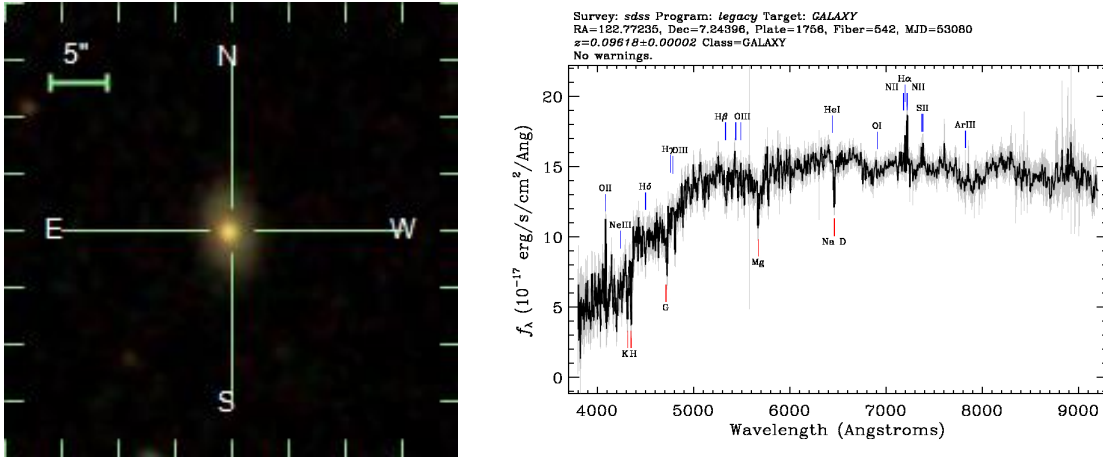 5"
N
E
W
S
Survey: sdss Program: legacy Target: GALAXY
RA=122.77235, Dec=7.24396, Plate=1756, Fiber=542, MJD=53080
z=0.09618±0.00002 Class=GALAXY
No warnings.
Hα
NII NII
Hβ OIII HeI SII
OI ArIII
Hγ OIII
Hδ
OII
NeIII
Na D
Mg
G
K H
20
15
10
5
0
f_λ (10⁻¹⁷ erg/s/cm²/Ang)
4000 5000 6000 7000 8000 9000
Wavelength (Angstroms)